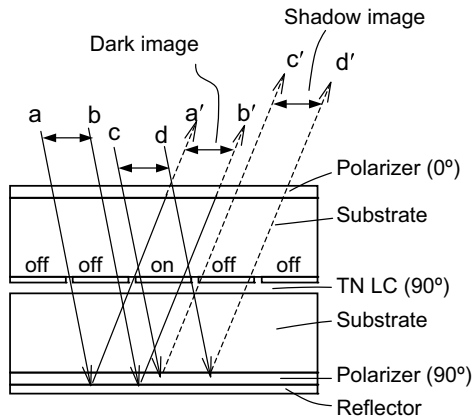 Shadow image
Dark image
c′ d′
a b c d a′ b′
Polarizer (0º)
Substrate
off off on off off
TN LC (90º)
Substrate
Polarizer (90º)
Reflector